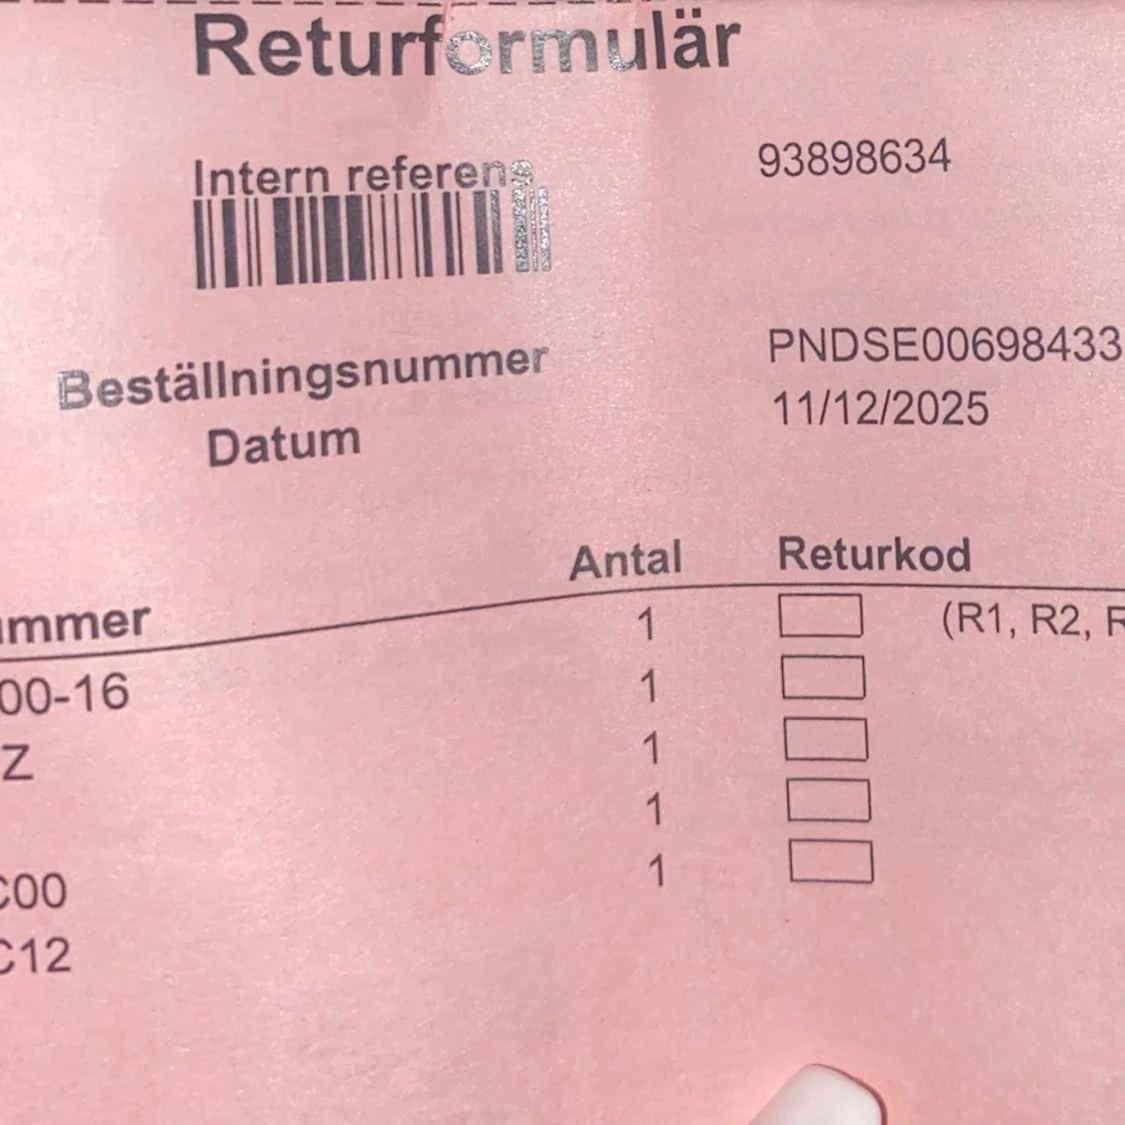 Returformulär
Intern referens 93898634
Beställningsnummer PNDSE00698433
Datum 11/12/2025
Antal Returkod
ummer 1 (R1, R2, R
00-16 1
Z 1
1
C00 1
C12